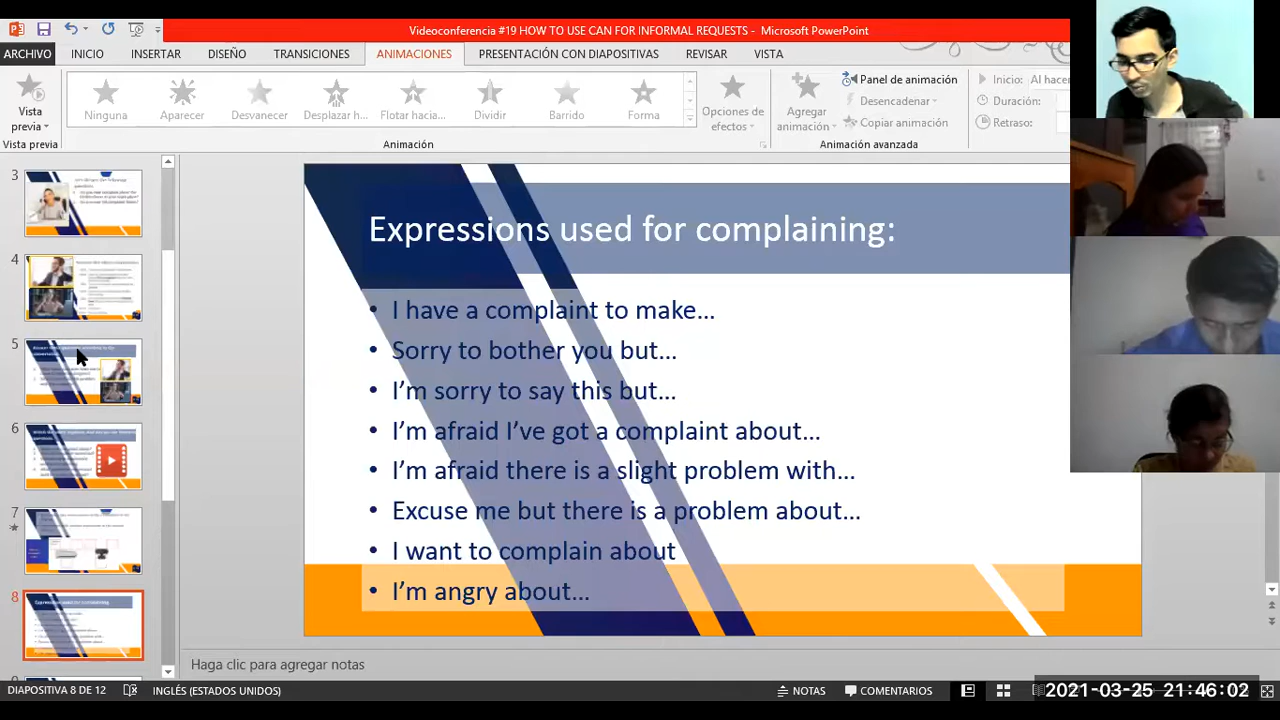 Videoconferencia #19 HOW TO USE CAN FOR INFORMAL REQUESTS - Microsoft PowerPoint
ARCHIVO INICIO INSERTAR DISEÑO TRANSICIONES ANIMACIONES PRESENTACIÓN CON DIAPOSITIVAS REVISAR VISTA
Vista previa
Ninguna Aparecer Desvanecer Desplazar h... Flotar hacia... Dividir Barrido Forma
Opciones de efectos
Agregar animación
Panel de animación
Desencadenar
Copiar animación
Inicio: Al hacer
Duración:
Retraso:
Vista previa Animación Animación avanzada
3
4
5
6
7
8
Expressions used for complaining:
• I have a complaint to make...
• Sorry to bother you but...
• I'm sorry to say this but...
• I'm afraid I've got a complaint about...
• I'm afraid there is a slight problem with...
• Excuse me but there is a problem about...
• I want to complain about
• I'm angry about...
Haga clic para agregar notas
DIAPOSITIVA 8 DE 12 INGLÉS (ESTADOS UNIDOS) NOTAS COMENTARIOS
2021-03-25 21:46:02